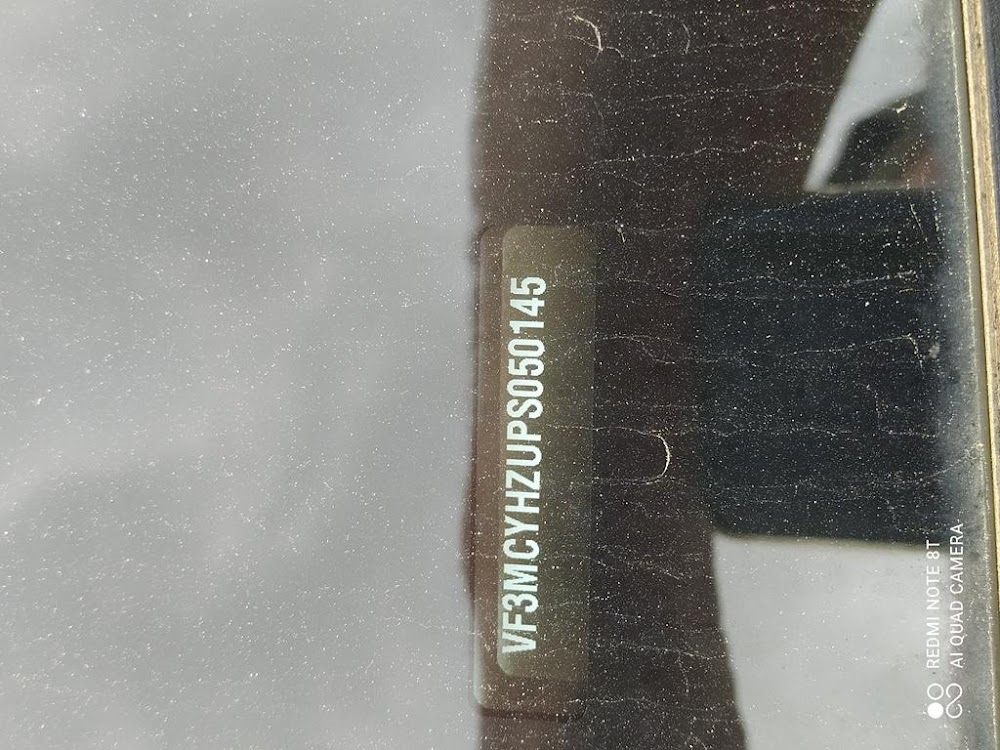 VF3MCYHZUPS050145
REDMI NOTE 8T
AI QUAD CAMERA